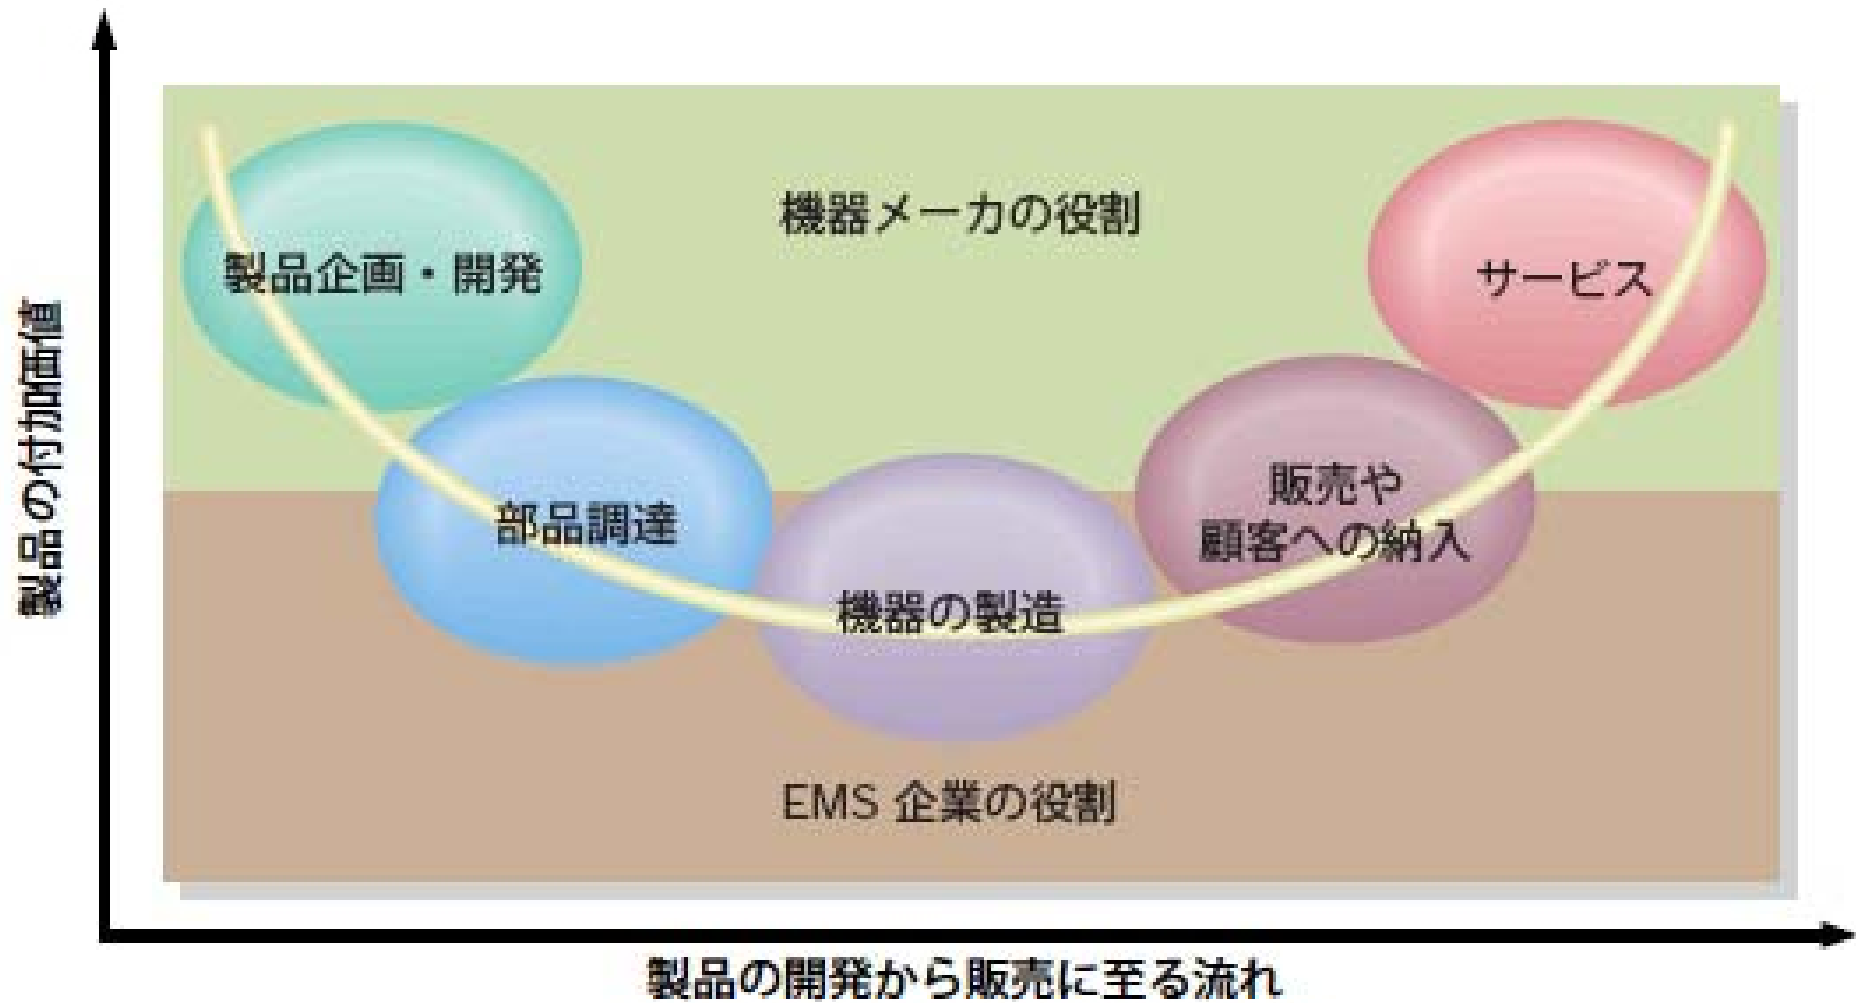 製品の付加価値
機器メーカの役割
製品企画・開発
サービス
部品調達
販売や
顧客への納入
機器の製造
EMS 企業の役割
製品の開発から販売に至る流れ